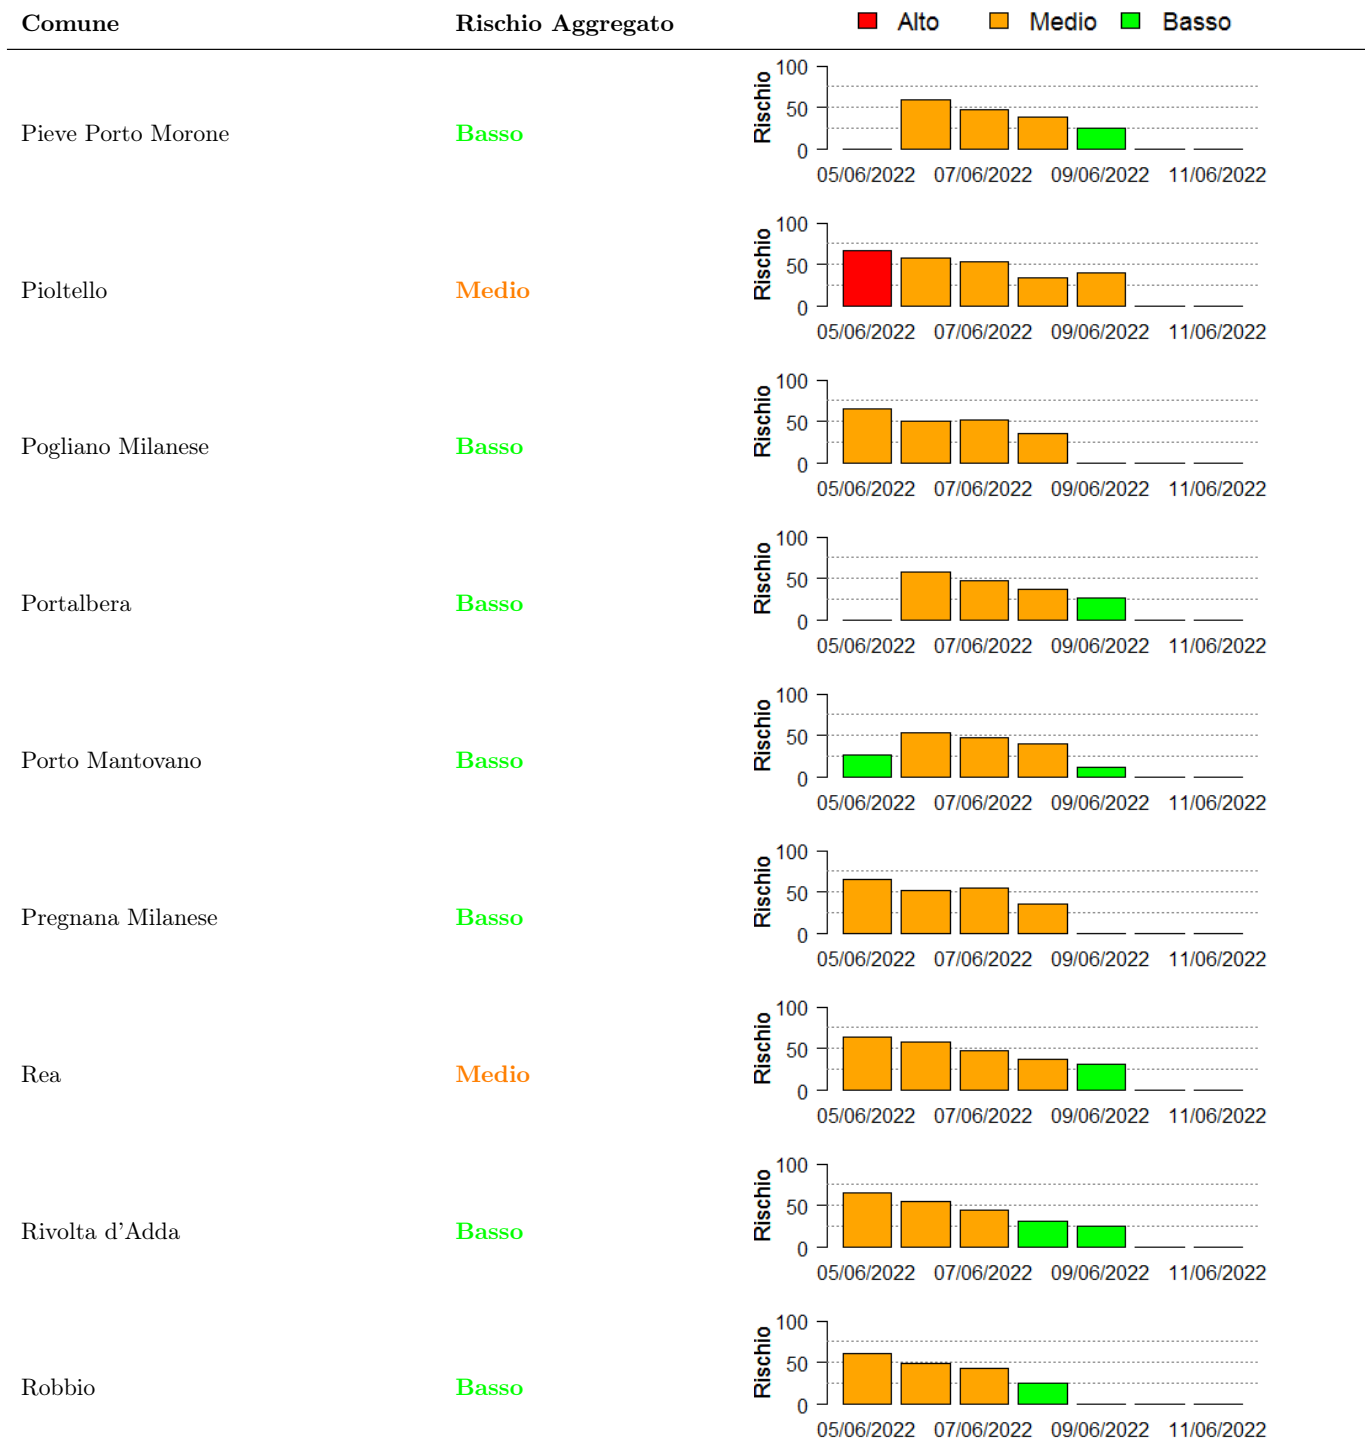 Comune Rischio Aggregato Alto Medio Basso
Pieve Porto Morone Basso
Rischio
100
50
0
05/06/2022 07/06/2022 09/06/2022 11/06/2022
Pioltello Medio
Rischio
100
50
0
05/06/2022 07/06/2022 09/06/2022 11/06/2022
Pogliano Milanese Basso
Rischio
100
50
0
05/06/2022 07/06/2022 09/06/2022 11/06/2022
Portalbera Basso
Rischio
100
50
0
05/06/2022 07/06/2022 09/06/2022 11/06/2022
Porto Mantovano Basso
Rischio
100
50
0
05/06/2022 07/06/2022 09/06/2022 11/06/2022
Pregnana Milanese Basso
Rischio
100
50
0
05/06/2022 07/06/2022 09/06/2022 11/06/2022
Rea Medio
Rischio
100
50
0
05/06/2022 07/06/2022 09/06/2022 11/06/2022
Rivolta d'Adda Basso
Rischio
100
50
0
05/06/2022 07/06/2022 09/06/2022 11/06/2022
Robbio Basso
Rischio
100
50
0
05/06/2022 07/06/2022 09/06/2022 11/06/2022